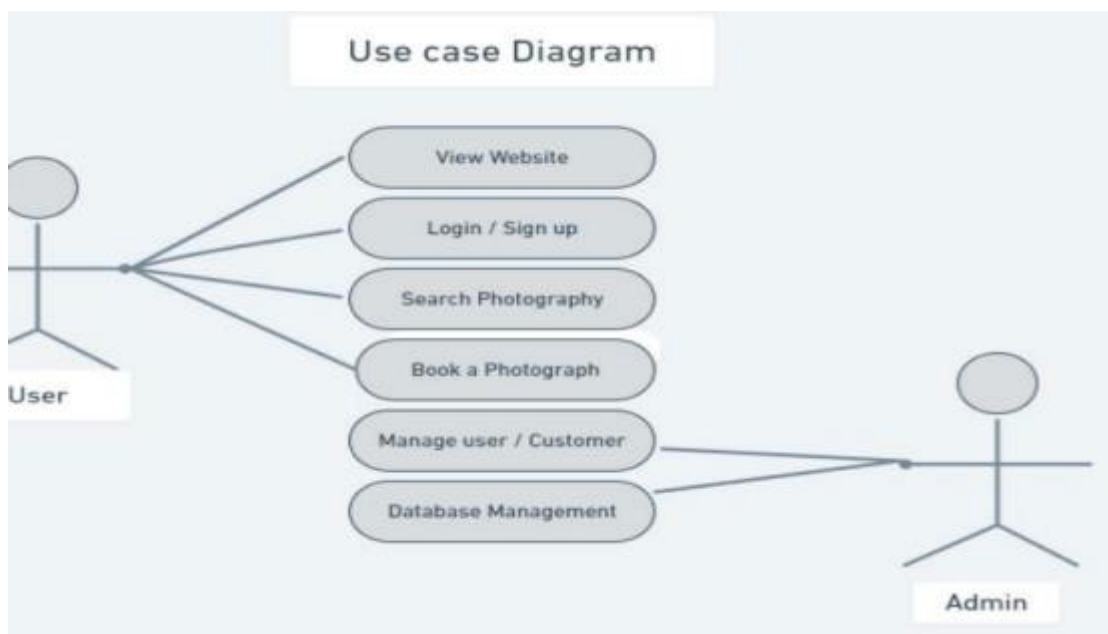 Use case Diagram
View Website
Login / Sign up
Search Photography
Book a Photograph
User
Manage user / Customer
Database Management
Admin